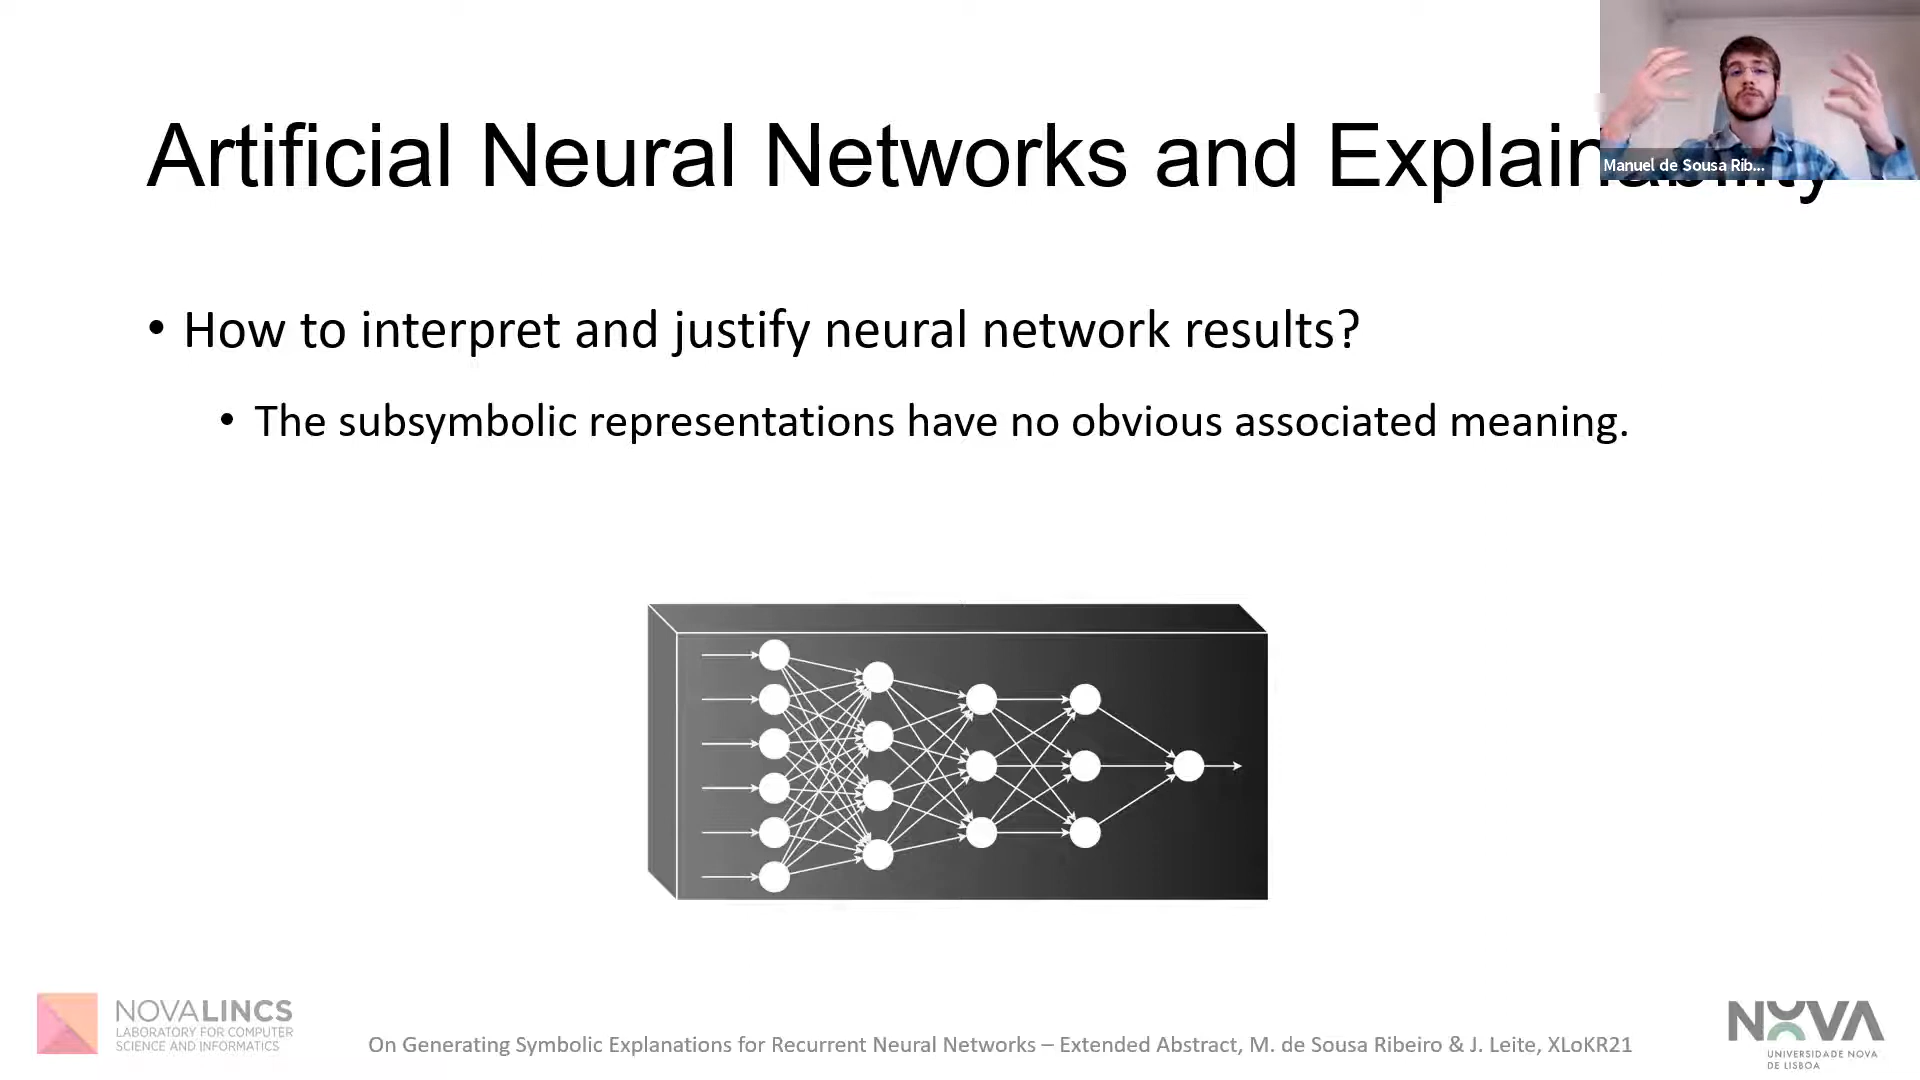 Artificial Neural Networks and Explainability
Manuel de Sousa Rib...
• How to interpret and justify neural network results?
• The subsymbolic representations have no obvious associated meaning.
NOVALINCS
LABORATORY FOR COMPUTER
SCIENCE AND INFORMATICS
On Generating Symbolic Explanations for Recurrent Neural Networks – Extended Abstract, M. de Sousa Ribeiro & J. Leite, XLoKR21
NOVA
UNIVERSIDADE NOVA
DE LISBOA